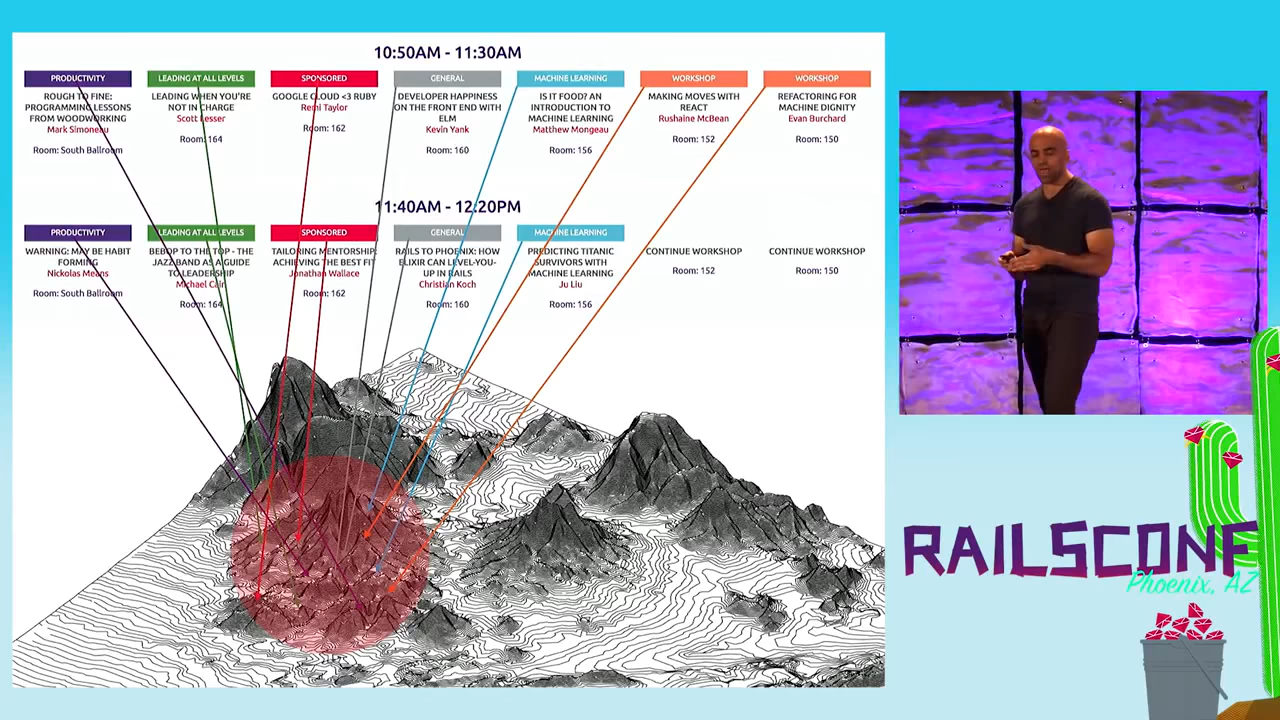 10:50AM - 11:30AM
PRODUCTIVITY
ROUGH TO FINE:
PROGRAMMING LESSONS
FROM WOODWORKING
Mark Simoneau
Room: South Ballroom
LEADING AT ALL LEVELS
LEADING WHEN YOU'RE
NOT IN CHARGE
Scott Lesser
Room: 164
SPONSORED
GOOGLE CLOUD <3 RUBY
Remi Taylor
Room: 162
GENERAL
DEVELOPER HAPPINESS
ON THE FRONT END WITH
ELM
Kevin Yank
Room: 160
MACHINE LEARNING
IS IT FOOD? AN
INTRODUCTION TO
MACHINE LEARNING
Matthew Mongeau
Room: 156
WORKSHOP
MAKING MOVES WITH
REACT
Rushaine McBean
Room: 152
WORKSHOP
REFACTORING FOR
MACHINE DIGNITY
Evan Burchard
Room: 150
11:40AM - 12:20PM
PRODUCTIVITY
WARNING: MAY BE HABIT
FORMING
Nickolas Means
Room: South Ballroom
LEADING AT ALL LEVELS
BEBOP TO THE TOP - THE
JAZZ BAND AS A GUIDE
TO LEADERSHIP
Michael Cain
Room: 164
SPONSORED
TAILORING MENTORSHIP:
ACHIEVING THE BEST FIT
Jonathan Wallace
Room: 162
GENERAL
RAILS TO PHOENIX: HOW
ELIXIR CAN LEVEL-YOU-
UP IN RAILS
Christian Koch
Room: 160
MACHINE LEARNING
PREDICTING TITANIC
SURVIVORS WITH
MACHINE LEARNING
Ju Liu
Room: 156
CONTINUE WORKSHOP
Room: 152
CONTINUE WORKSHOP
Room: 150
RAILSCONF
Phoenix, AZ